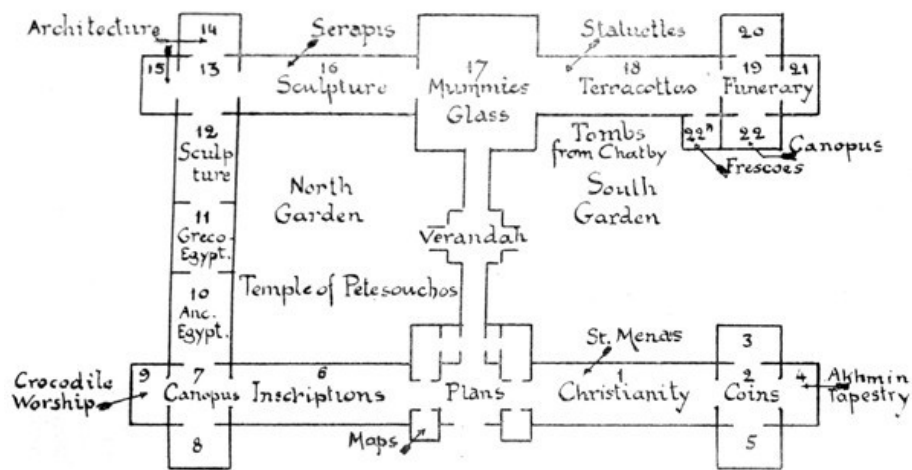 14
Architecture
Serapis
Statuettes
20
15
13
16
Sculpture
17
Mummies
Glass
18
Terracottas
19
Funerary
21
12
Sculp
ture
Tombs
from Chatby
22ᴬ
22
Canopus
Frescoes
North
Garden
South
Garden
11
Greco-
Egypt.
Verandah
10
Anc.
Egypt.
Temple of Petesouchos
St. Menas
3
Crocodile
Worship
9
7
Canopus
6
Inscriptions
Plans
1
Christianity
2
Coins
4
Akhmin
Tapestry
Maps
8
5